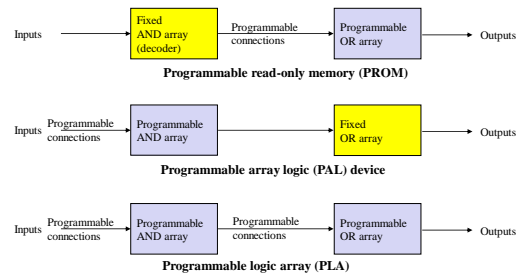 Inputs
Fixed
AND array
(decoder)
Programmable
connections
Programmable
OR array
Outputs
Programmable read-only memory (PROM)
Inputs
Programmable
connections
Programmable
AND array
Fixed
OR array
Outputs
Programmable array logic (PAL) device
Inputs
Programmable
connections
Programmable
AND array
Programmable
connections
Programmable
OR array
Outputs
Programmable logic array (PLA)